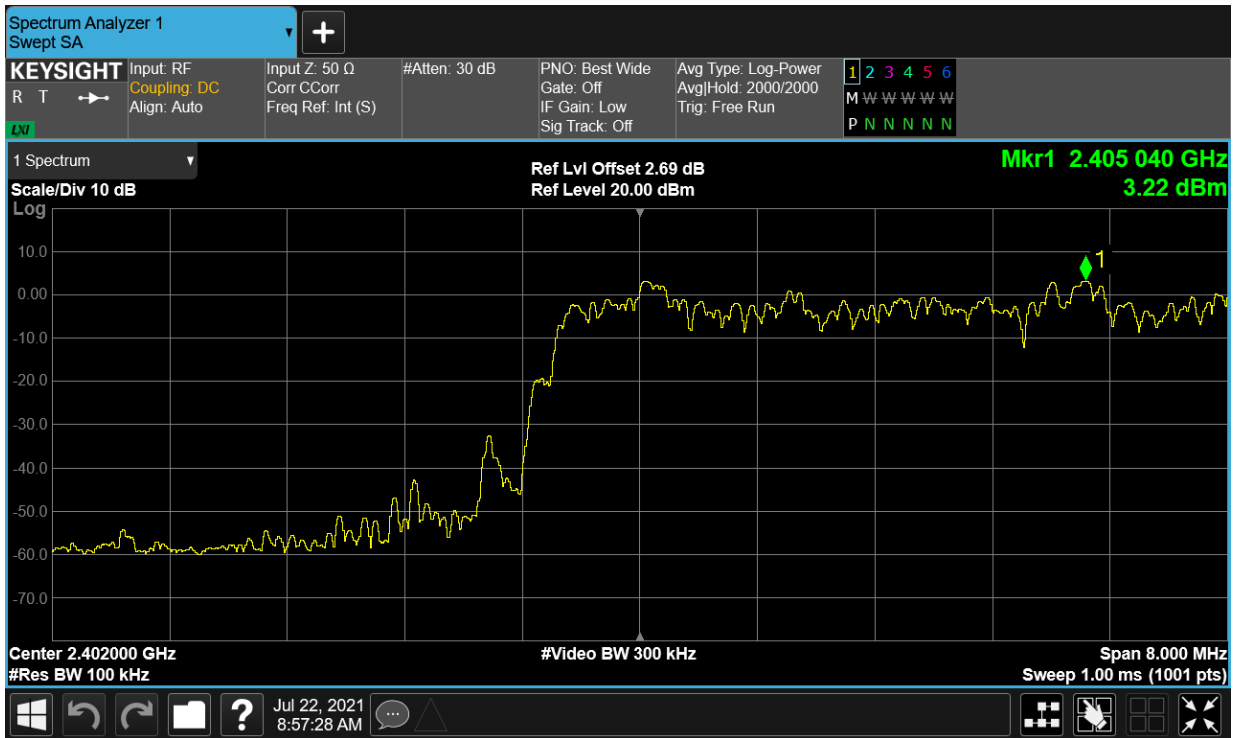 Spectrum Analyzer 1
Swept SA
KEYSIGHT
R T
LXI
Input: RF
Coupling: DC
Align: Auto
Input Z: 50 Ω
Corr CCorr
Freq Ref: Int (S)
#Atten: 30 dB
PNO: Best Wide
Gate: Off
IF Gain: Low
Sig Track: Off
Avg Type: Log-Power
Avg|Hold: 2000/2000
Trig: Free Run
1 2 3 4 5 6
M W W W W W
P N N N N N
1 Spectrum
Scale/Div 10 dB
Log
Ref Lvl Offset 2.69 dB
Ref Level 20.00 dBm
Mkr1 2.405 040 GHz
3.22 dBm
10.0
1
0.00
-10.0
-20.0
-30.0
-40.0
-50.0
-60.0
-70.0
Center 2.402000 GHz
#Res BW 100 kHz
#Video BW 300 kHz
Span 8.000 MHz
Sweep 1.00 ms (1001 pts)
?
Jul 22, 2021
8:57:28 AM